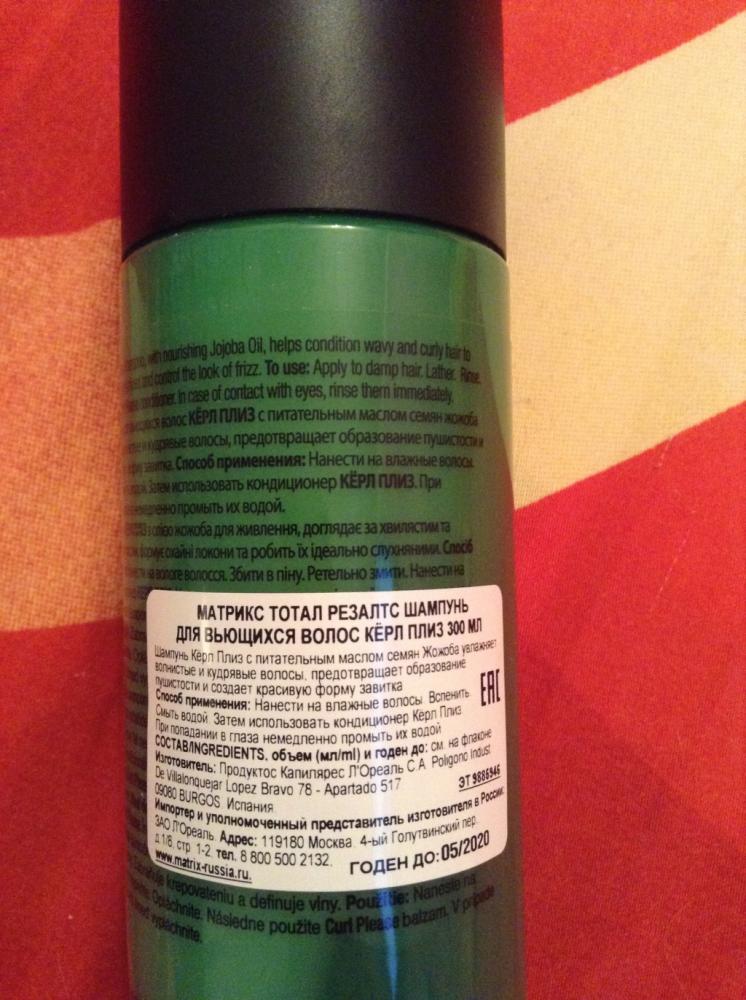 with nourishing Jojoba Oil, helps condition wavy and curly hair to
and control the look of frizz. To use: Apply to damp hair. Lather. Rinse.
conditioner. In case of contact with eyes, rinse them immediately.
волос КЁРЛ ПЛИЗ с питательным маслом семян жожоба
и кудрявые волосы, предотвращает образование пушистости и
завитка. Способ применения: Нанести на влажные волосы.
Затем использовать кондиционер КЁРЛ ПЛИЗ. При
немедленно промыть их водой.
з олією жожоба для живлення, доглядає за хвилястим та
формує охайні локони та робить їх ідеально слухняними. Спосіб
на вологе волосся. Збити в піну. Ретельно змити. Нанести на
МАТРИКС ТОТАЛ РЕЗАЛТС ШАМПУНЬ
ДЛЯ ВЬЮЩИХСЯ ВОЛОС КЁРЛ ПЛИЗ 300 МЛ
Шампунь Кёрл Плиз с питательным маслом семян Жожоба увлажняет
волнистые и кудрявые волосы, предотвращает образование
пушистости и создает красивую форму завитка
Способ применения: Нанести на влажные волосы. Вспенить.
Смыть водой. Затем использовать кондиционер Кёрл Плиз.
При попадании в глаза немедленно промыть их водой
EAC
СОСТАВ/INGREDIENTS, объем (мл/ml) и годен до: см. на флаконе
Изготовитель: Продуктос Капилярес Л'Ореаль С.А. Poligono Indust.
De Villalonquejar Lopez Bravo 78 - Apartado 517
09080 BURGOS Испания
ЭТ 9886946
Импортер и уполномоченный представитель изготовителя в России:
ЗАО Л'Ореаль. Адрес: 119180 Москва. 4-ый Голутвинский пер.
д.1/8, стр. 1-2, тел. 8 800 500 2132.
www.matrix-russia.ru.
ГОДЕН ДО: 05/2020
krepovateniu a definuje vlny. Použitie: Naneste na
Opláchnite. Následne použite Curl Please balzam. V prípade
vypláchnite.